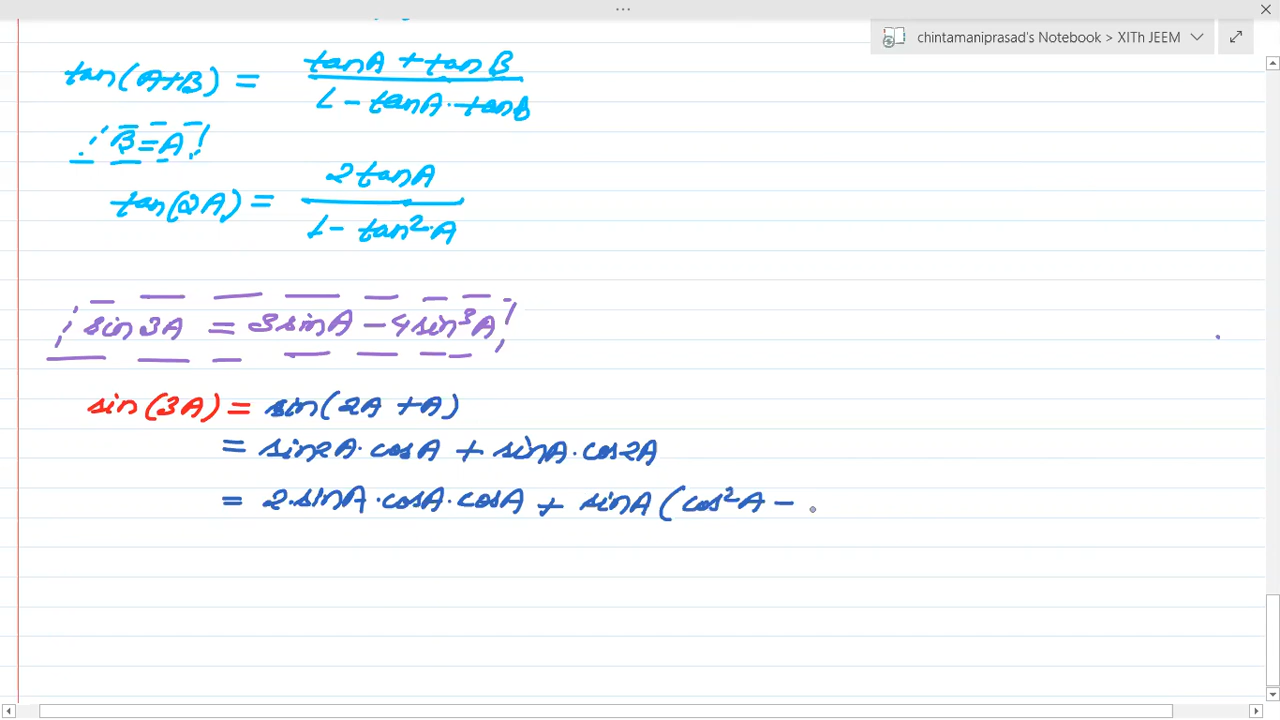 chintamaniprasad's Notebook > XIth JEEM
tan(A+B) = (tanA + tanB)/(1 - tanA·tanB)
B=A
tan(2A) = (2tanA)/(1 - tan²·A)
sin3A = 3sinA - 4sin³A
sin(3A) = sin(2A + A)
= sin2A·cosA + sinA·cos2A
= 2·sinA·cosA·cosA + sinA(cos²A -